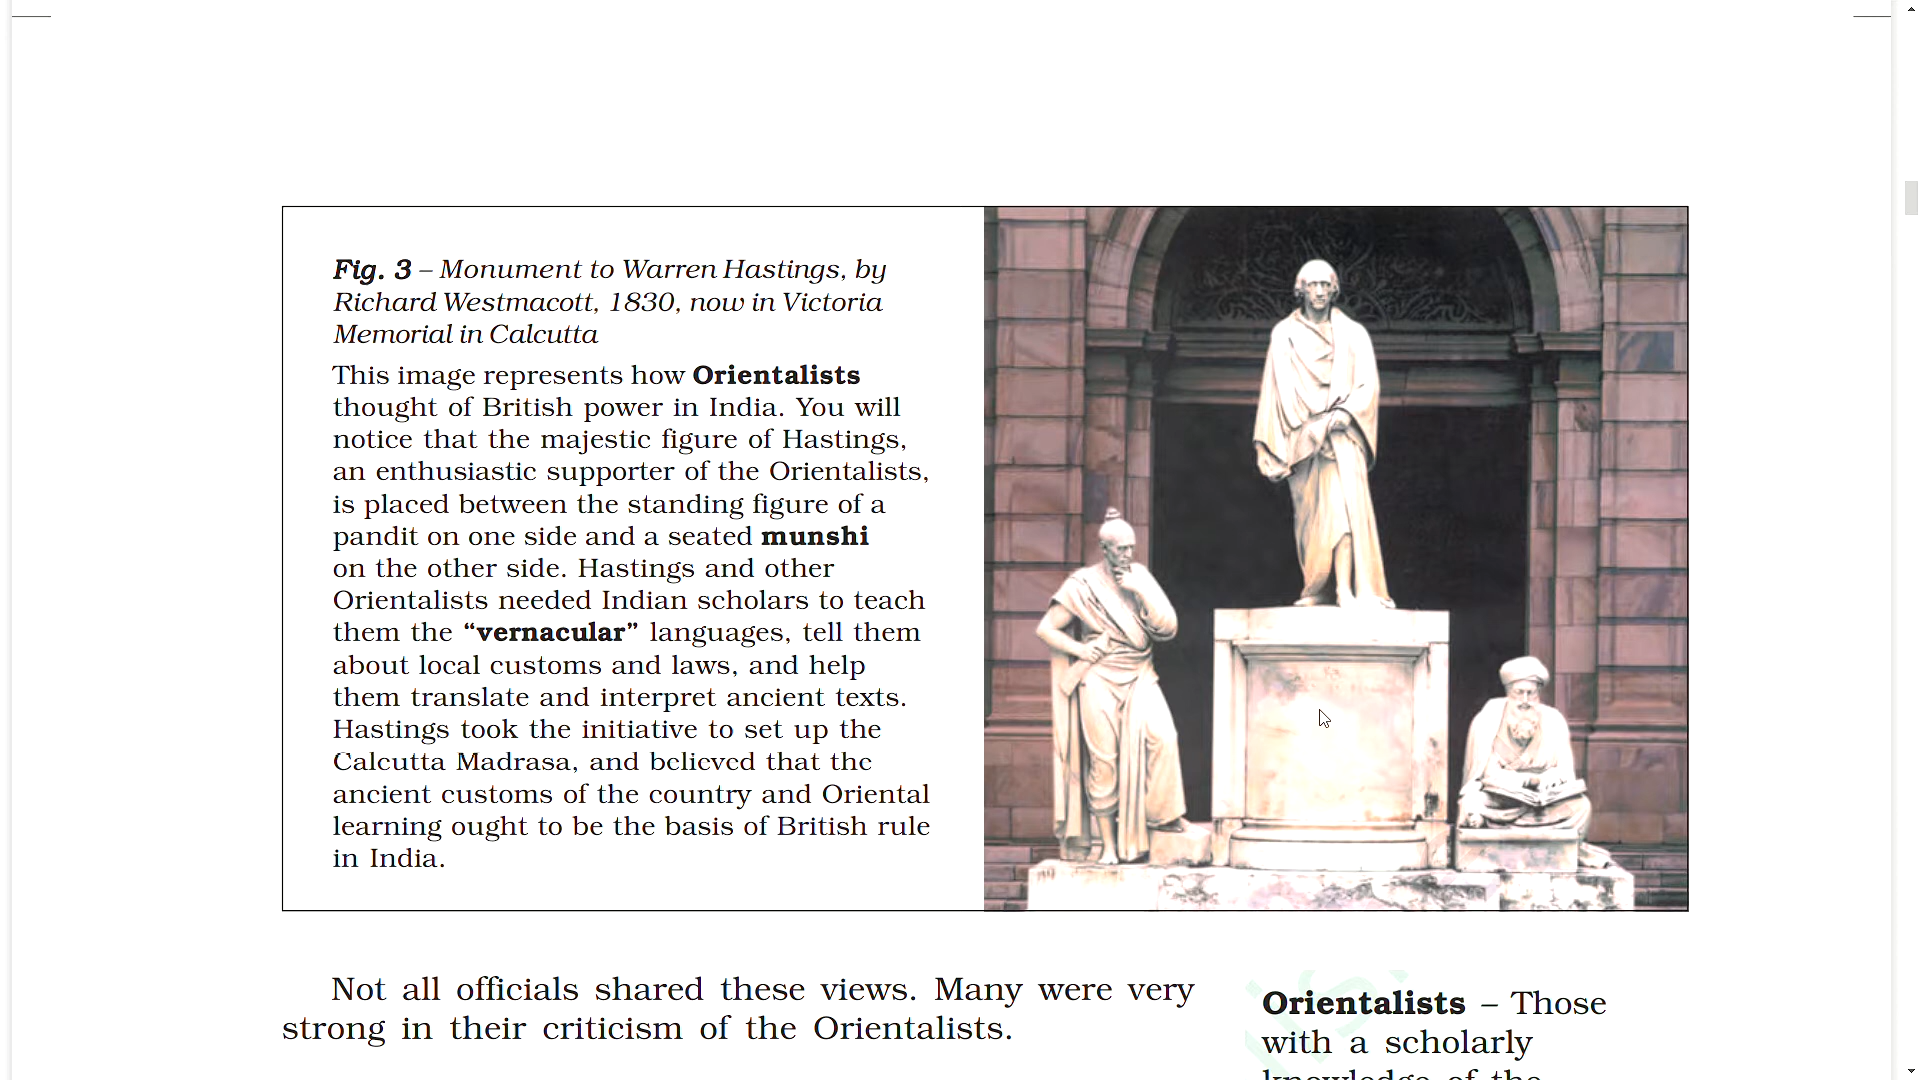 Fig. 3 – Monument to Warren Hastings, by
Richard Westmacott, 1830, now in Victoria
Memorial in Calcutta
This image represents how Orientalists
thought of British power in India. You will
notice that the majestic figure of Hastings,
an enthusiastic supporter of the Orientalists,
is placed between the standing figure of a
pandit on one side and a seated munshi
on the other side. Hastings and other
Orientalists needed Indian scholars to teach
them the “vernacular” languages, tell them
about local customs and laws, and help
them translate and interpret ancient texts.
Hastings took the initiative to set up the
Calcutta Madrasa, and believed that the
ancient customs of the country and Oriental
learning ought to be the basis of British rule
in India.
Not all officials shared these views. Many were very
strong in their criticism of the Orientalists.
Orientalists – Those
with a scholarly
knowledge of the